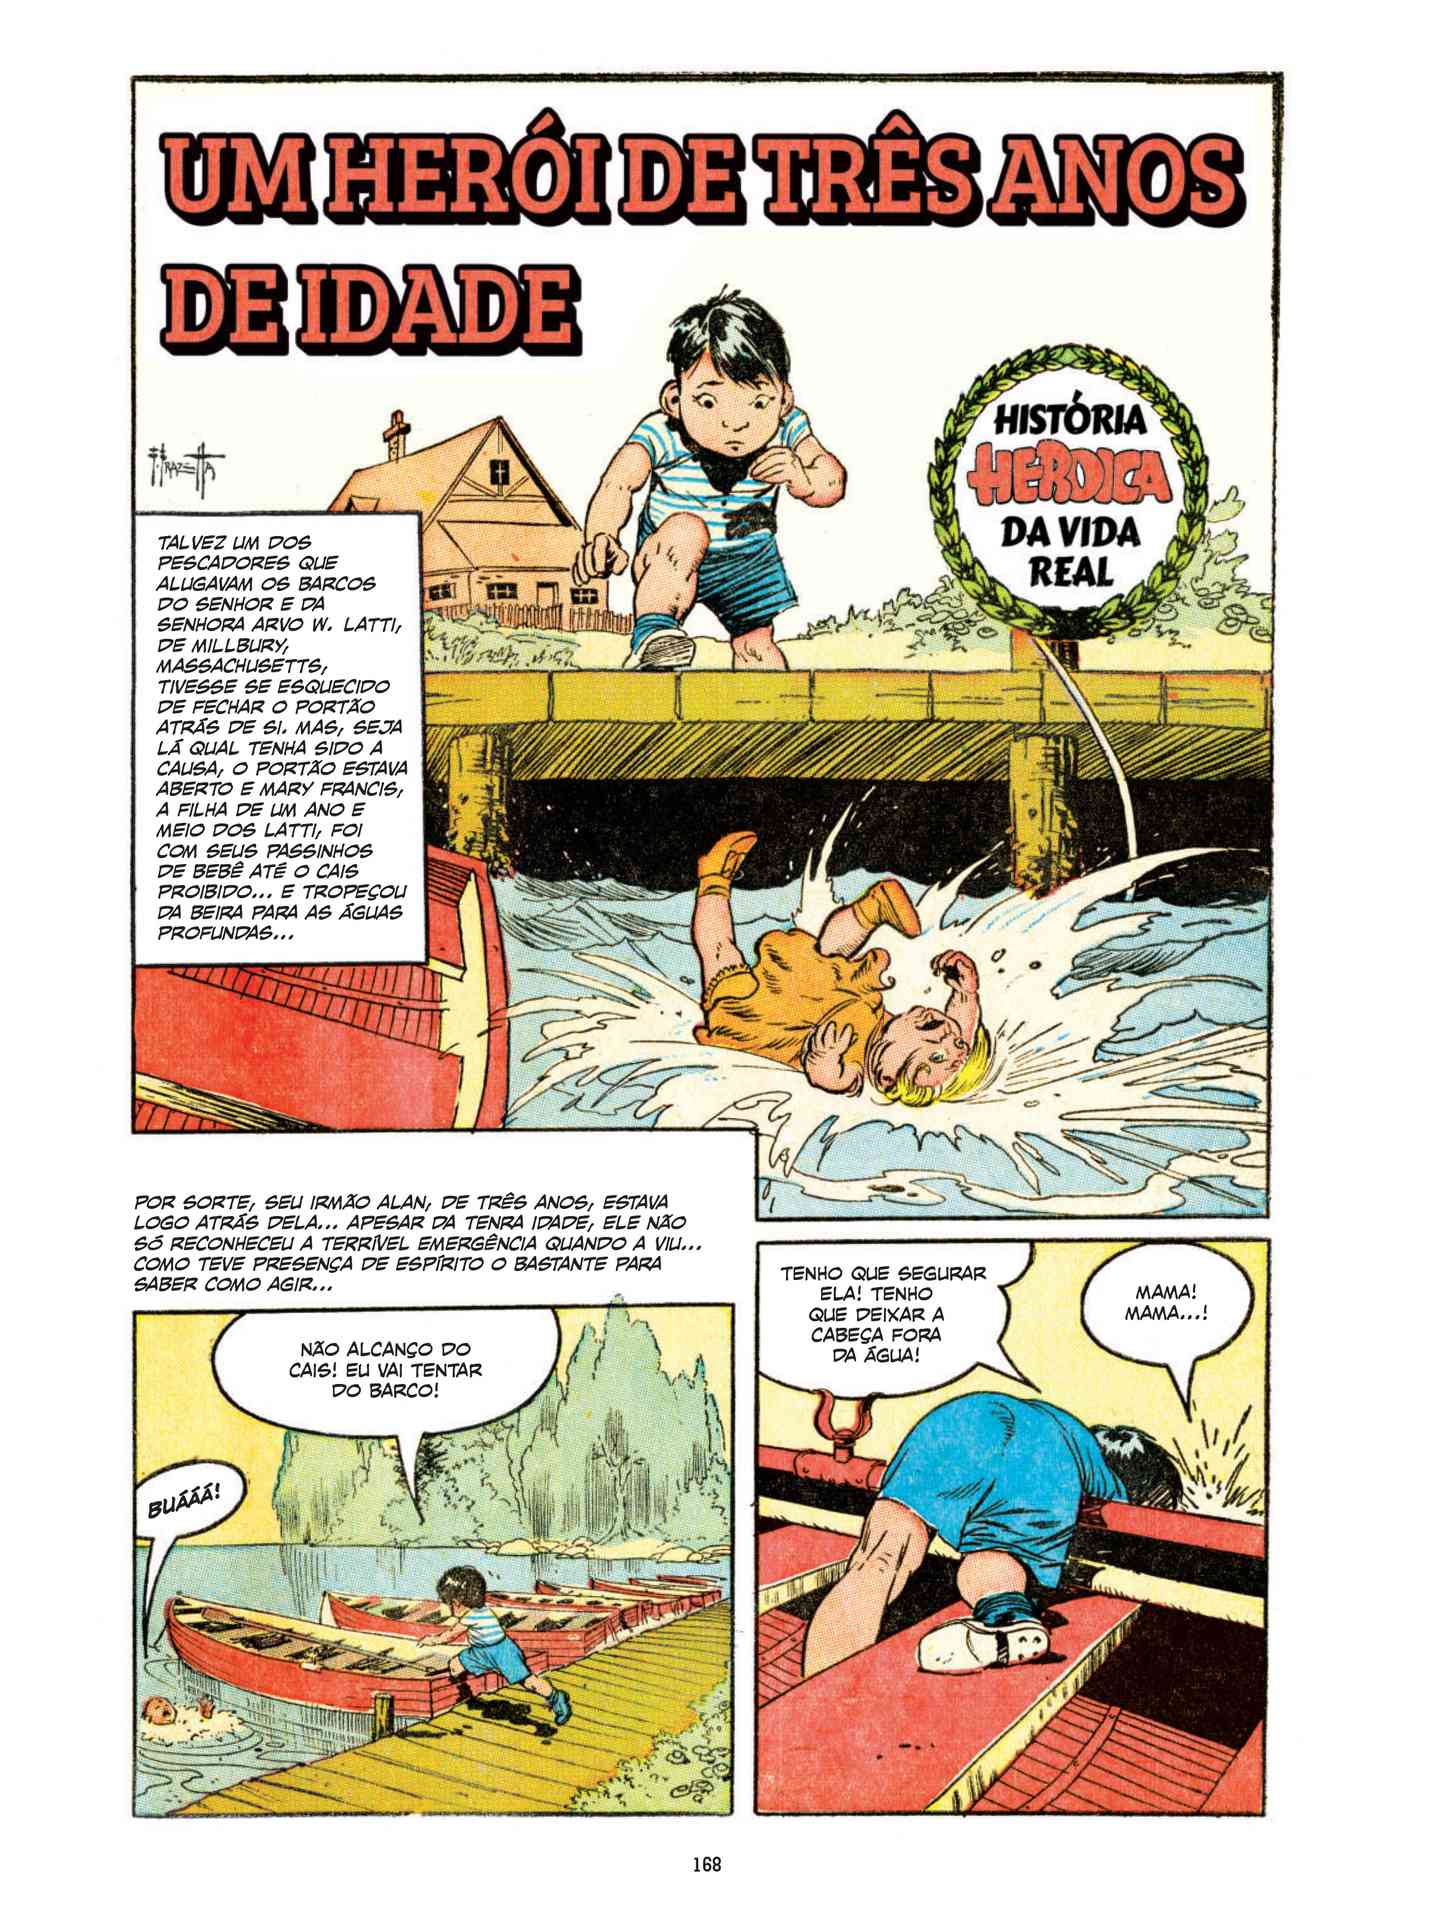 UM HERÓI DE TRÊS ANOS
DE IDADE
HISTÓRIA
HEROICA
DA VIDA
REAL
F. FRAZETTA
TALVEZ UM DOS
PESCADORES QUE
ALUGAVAM OS BARCOS
DO SENHOR E DA
SENHORA ARVO W. LATTI,
DE MILLBURY,
MASSACHUSETTS,
TIVESSE SE ESQUECIDO
DE FECHAR O PORTÃO
ATRÁS DE SI. MAS, SEJA
LÁ QUAL TENHA SIDO A
CAUSA, O PORTÃO ESTAVA
ABERTO E MARY FRANCIS,
A FILHA DE UM ANO E
MEIO DOS LATTI, FOI
COM SEUS PASSINHOS
DE BEBÊ ATÉ O CAIS
PROIBIDO... E TROPEÇOU
DA BEIRA PARA AS ÁGUAS
PROFUNDAS...
POR SORTE, SEU IRMÃO ALAN, DE TRÊS ANOS, ESTAVA
LOGO ATRÁS DELA... APESAR DA TENRA IDADE, ELE NÃO
SÓ RECONHECEU A TERRÍVEL EMERGÊNCIA QUANDO A VIU...
COMO TEVE PRESENÇA DE ESPÍRITO O BASTANTE PARA
SABER COMO AGIR...
NÃO ALCANÇO DO
CAIS! EU VAI TENTAR
DO BARCO!
BUÁÁÁ!
TENHO QUE SEGURAR
ELA! TENHO
QUE DEIXAR A
CABEÇA FORA
DA ÁGUA!
MAMA!
MAMA...!
168